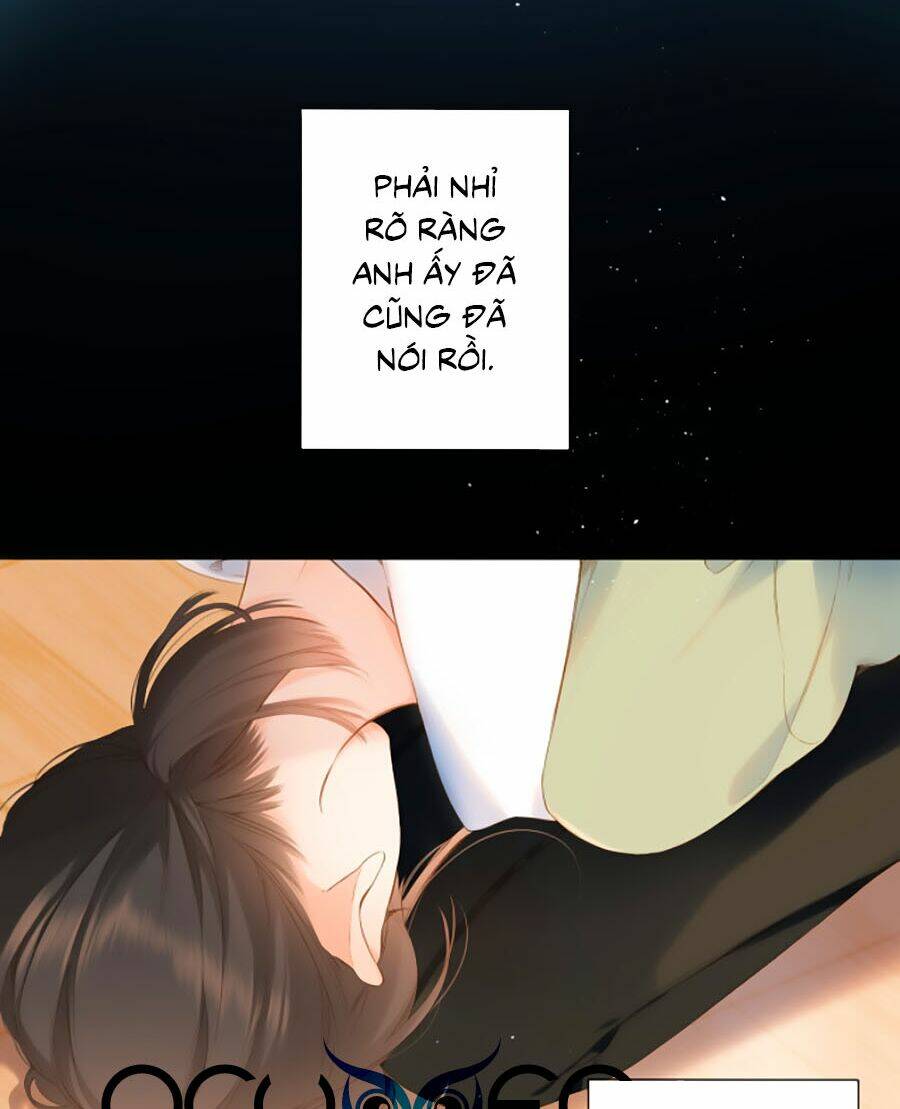 PHẢI NHỈ
RÕ RÀNG
ANH ẤY ĐÃ
CŨNG ĐÃ
NÓI RỒI.